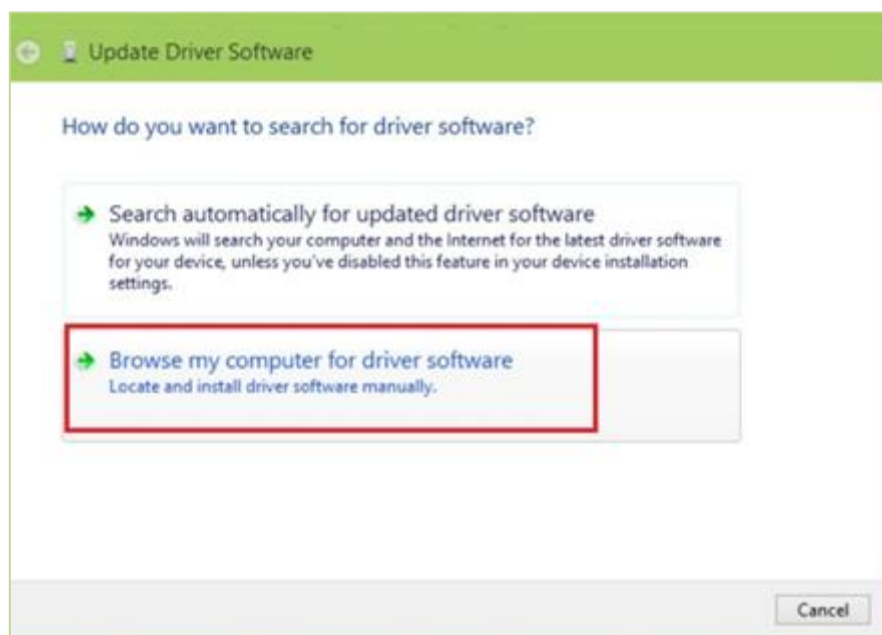 Update Driver Software
How do you want to search for driver software?
Search automatically for updated driver software
Windows will search your computer and the Internet for the latest driver software
for your device, unless you've disabled this feature in your device installation
settings.
Browse my computer for driver software
Locate and install driver software manually.
Cancel